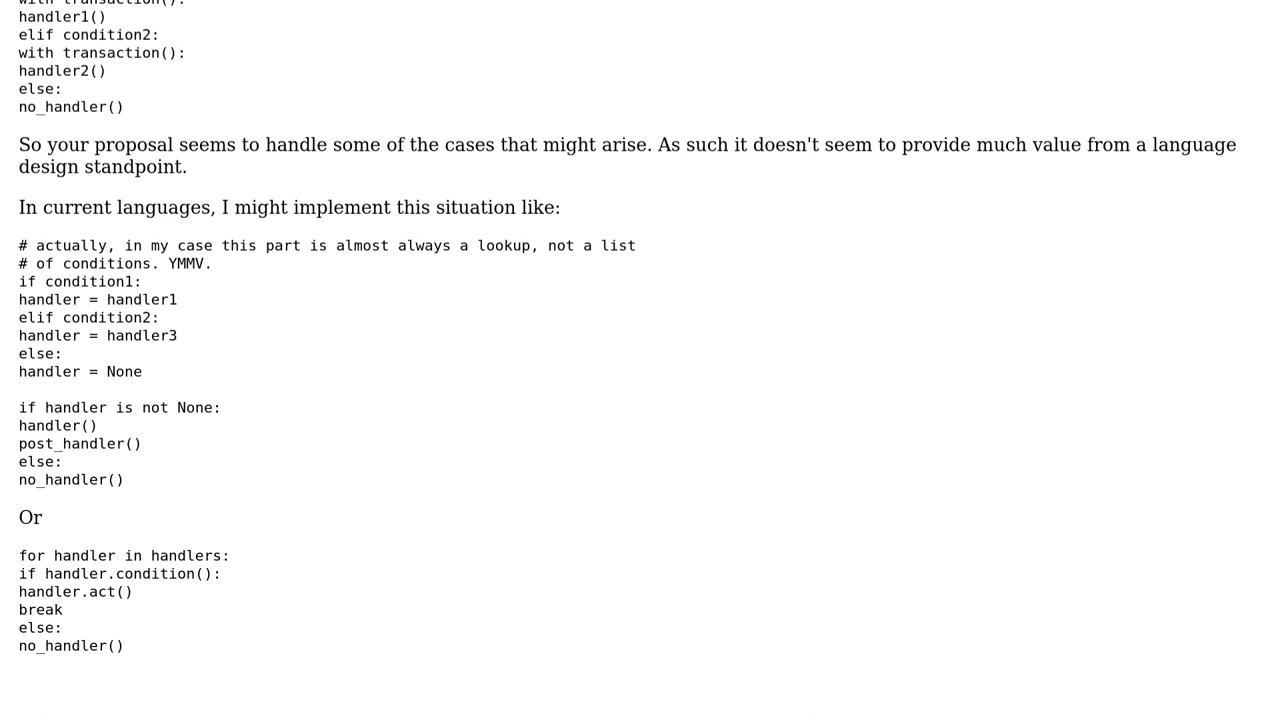 with transaction():
handler1()
elif condition2:
with transaction():
handler2()
else:
no_handler()
So your proposal seems to handle some of the cases that might arise. As such it doesn't seem to provide much value from a language
design standpoint.
In current languages, I might implement this situation like:
# actually, in my case this part is almost always a lookup, not a list
# of conditions. YMMV.
if condition1:
handler = handler1
elif condition2:
handler = handler3
else:
handler = None
if handler is not None:
handler()
post_handler()
else:
no_handler()
Or
for handler in handlers:
if handler.condition():
handler.act()
break
else:
no_handler()